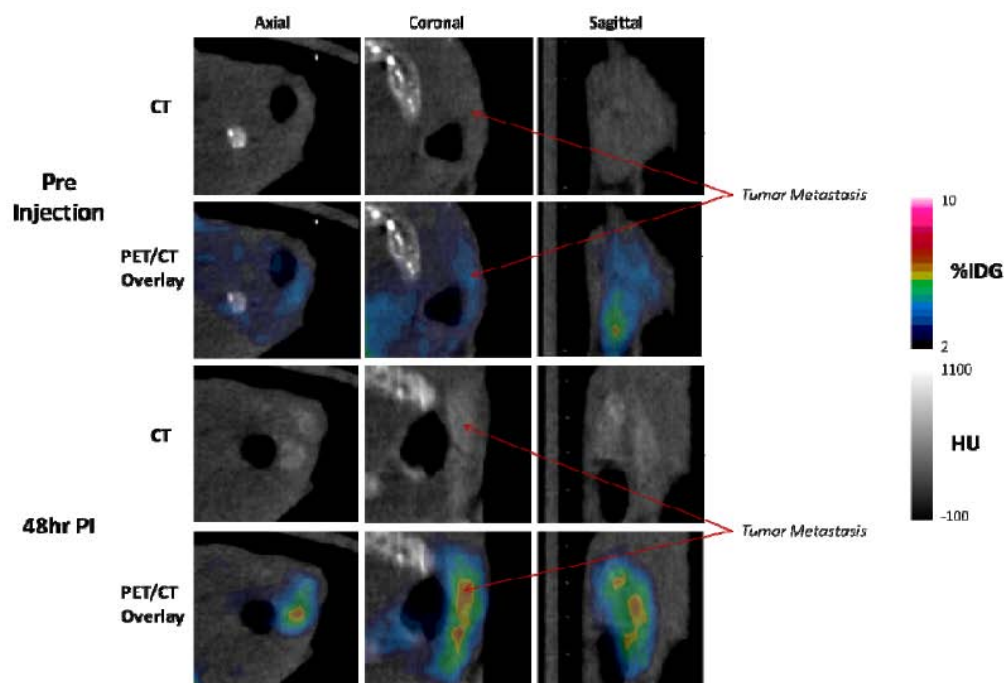 Axial
Coronal
Sagittal
CT
Pre
Injection
Tumor Metastasis
PET/CT
Overlay
10
%IDG
2
1100
HU
-100
CT
48hr PI
Tumor Metastasis
PET/CT
Overlay